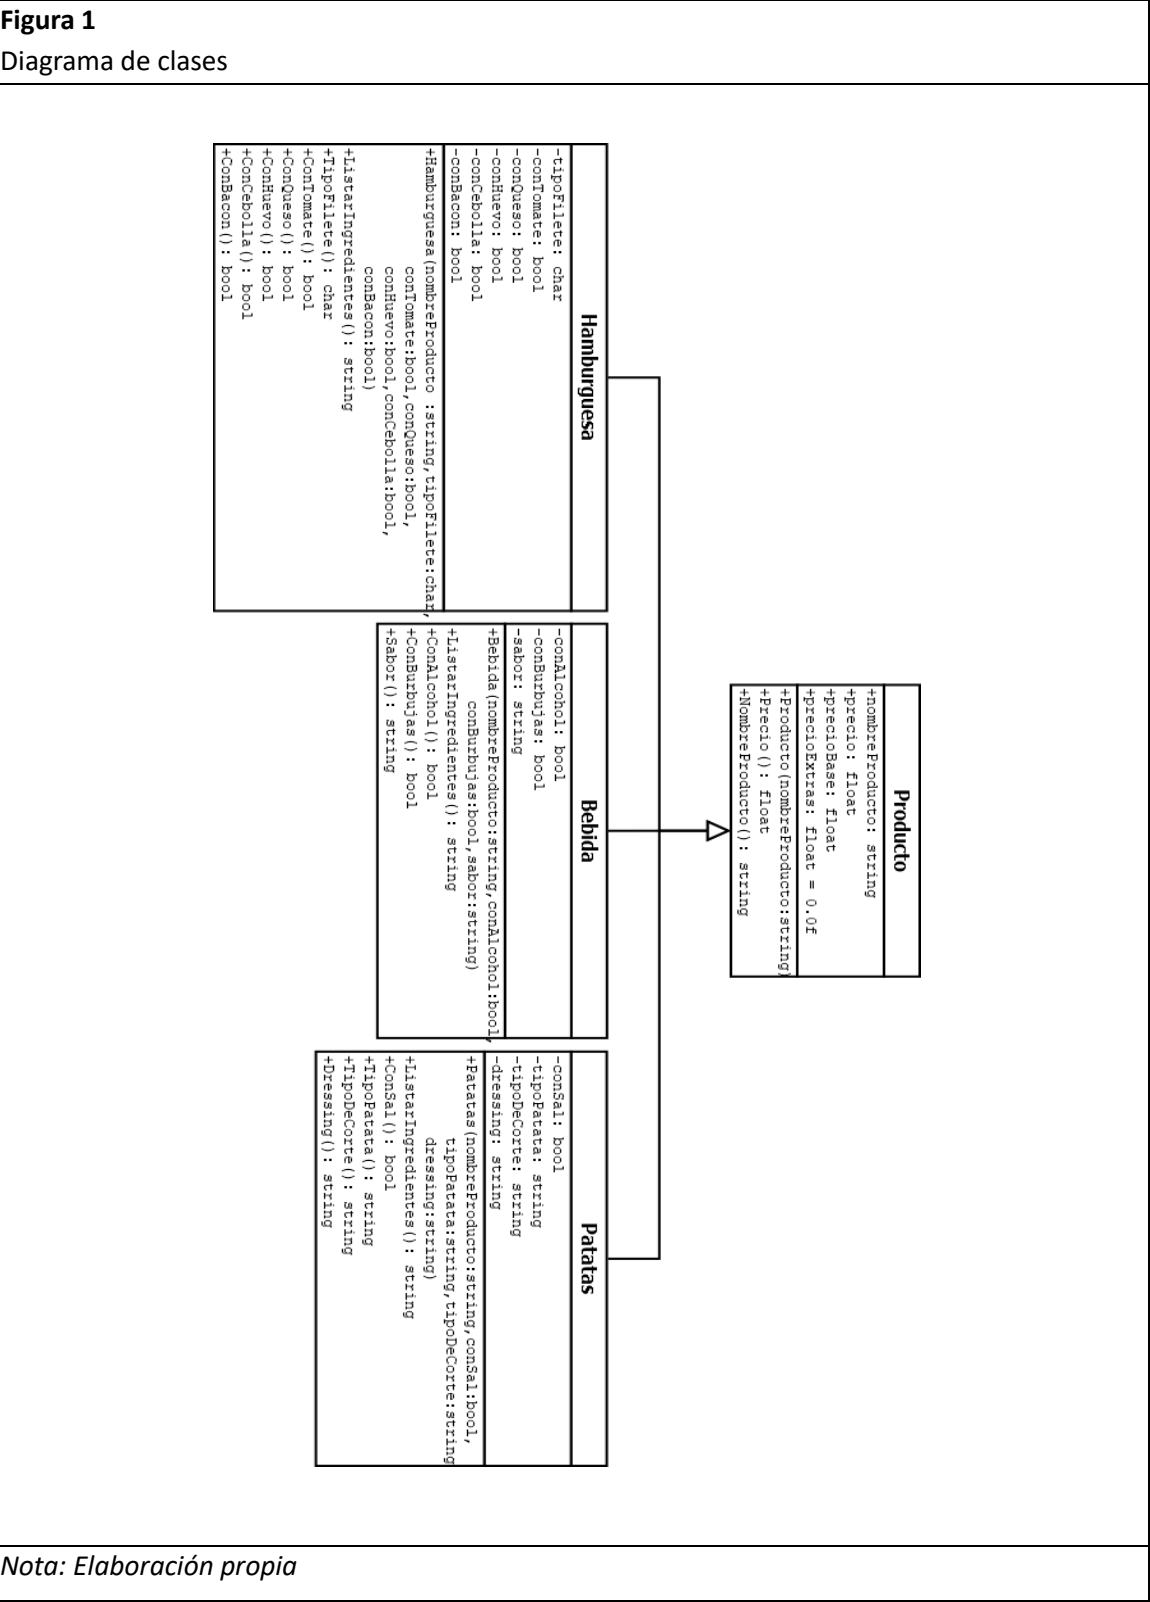 Figura 1
Diagrama de clases
Producto
+nombreProducto: string
+precio: float
+precioBase: float
+precioExtras: float = 0.0f
+Producto(nombreProducto:string)
+Precio(): float
+NombreProducto(): string
Hamburguesa
-tipoFilete: char
-conTomate: bool
-conQueso: bool
-conHuevo: bool
-conCebolla: bool
-conBacon: bool
+Hamburguesa(nombreProducto :string,tipoFilete:char,
conTomate:bool,conQueso:bool,
conHuevo:bool,conCebolla:bool,
conBacon:bool)
+ListarIngredientes(): string
+TipoFilete(): char
+ConTomate(): bool
+ConQueso(): bool
+ConHuevo(): bool
+ConCebolla(): bool
+ConBacon(): bool
Bebida
-conAlcohol: bool
-conBurbujas: bool
-sabor: string
+Bebida(nombreProducto:string,conAlcohol:bool,
conBurbujas:bool,sabor:string)
+ListarIngredientes(): string
+ConAlcohol(): bool
+ConBurbujas(): bool
+Sabor(): string
Patatas
-conSal: bool
-tipoPatata: string
-tipoDeCorte: string
-dressing: string
+Patatas(nombreProducto:string,conSal:bool,
tipoPatata:string,tipoDeCorte:string
dressing:string)
+ListarIngredientes(): string
+ConSal(): bool
+TipoPatata(): string
+TipoDeCorte(): string
+Dressing(): string
Nota: Elaboración propia